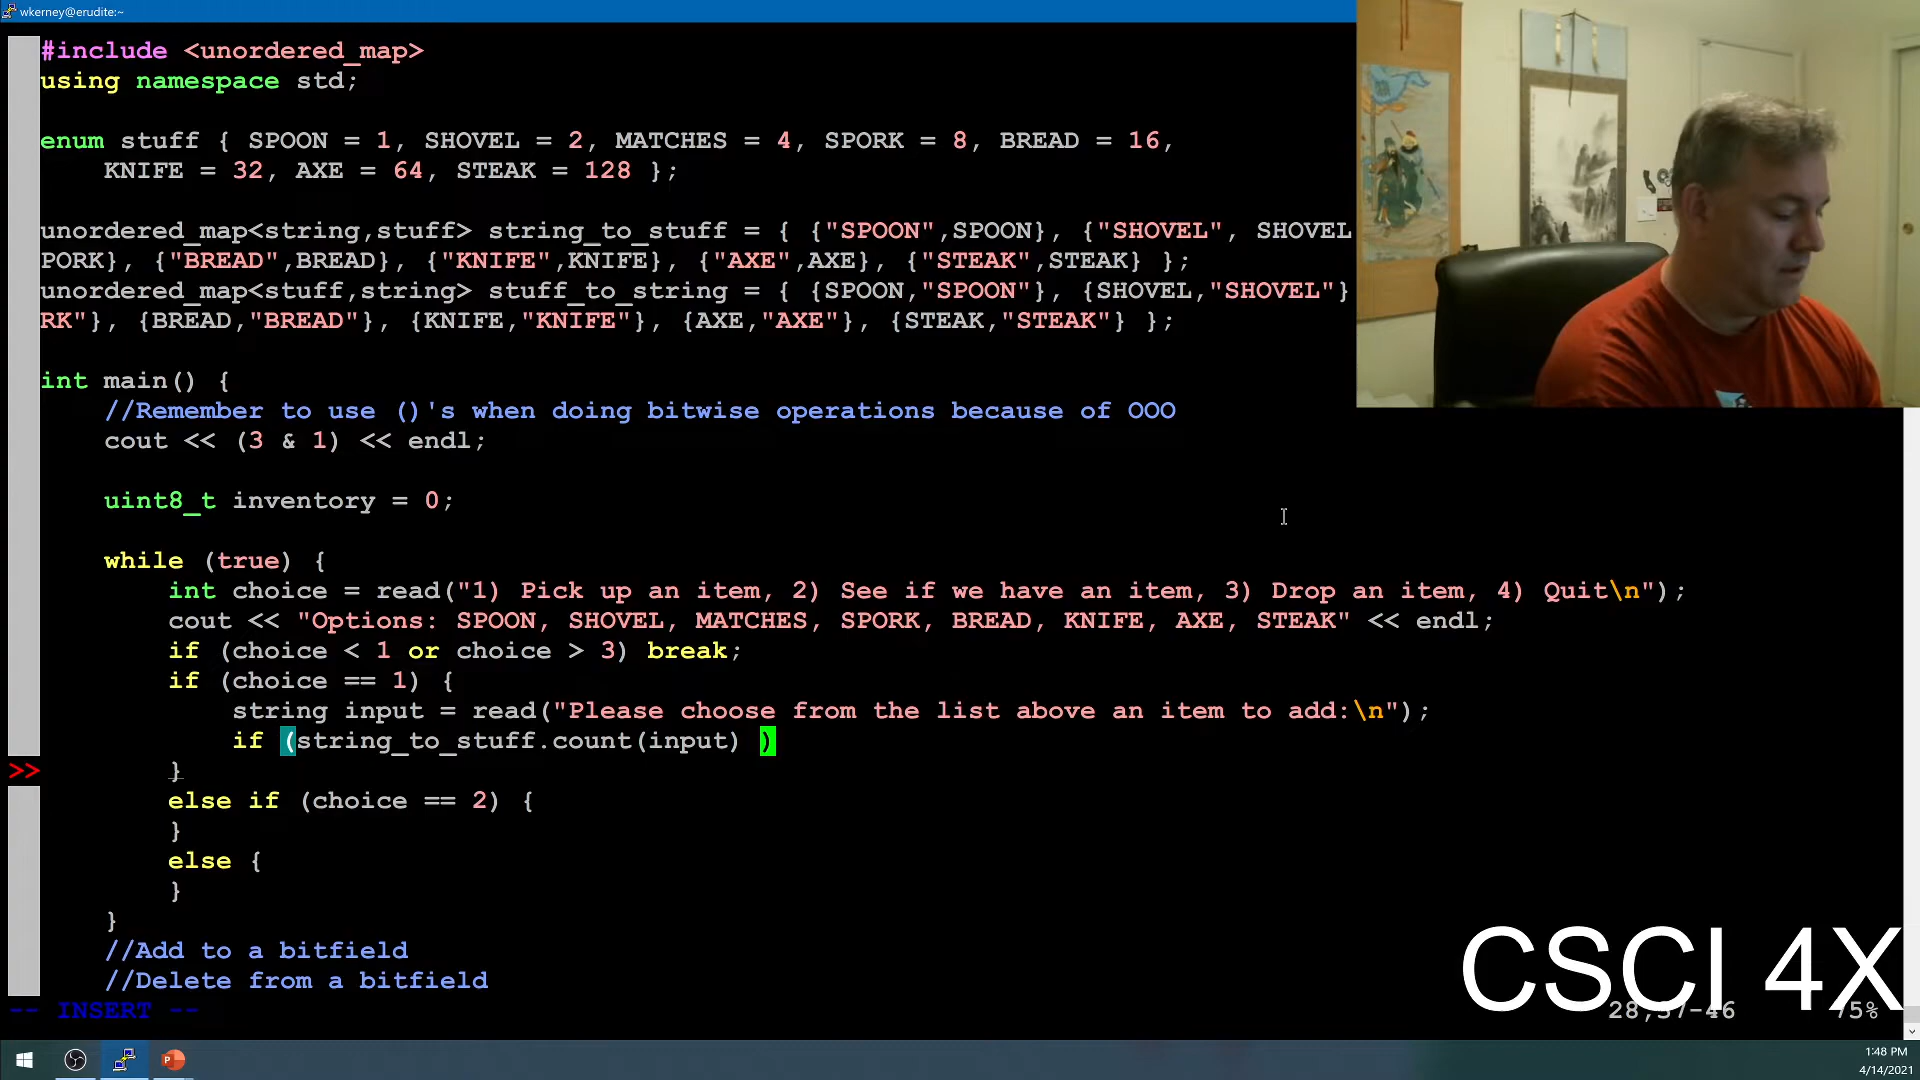 wkerney@erudite:~
#include <unordered_map>
using namespace std;
enum stuff { SPOON = 1, SHOVEL = 2, MATCHES = 4, SPORK = 8, BREAD = 16,
KNIFE = 32, AXE = 64, STEAK = 128 };
unordered_map<string,stuff> string_to_stuff = { {"SPOON",SPOON}, {"SHOVEL", SHOVEL
PORK}, {"BREAD",BREAD}, {"KNIFE",KNIFE}, {"AXE",AXE}, {"STEAK",STEAK} };
unordered_map<stuff,string> stuff_to_string = { {SPOON,"SPOON"}, {SHOVEL,"SHOVEL"}
RK"}, {BREAD,"BREAD"}, {KNIFE,"KNIFE"}, {AXE,"AXE"}, {STEAK,"STEAK"} };
int main() {
//Remember to use ()'s when doing bitwise operations because of OOO
cout << (3 & 1) << endl;
uint8_t inventory = 0;
while (true) {
int choice = read("1) Pick up an item, 2) See if we have an item, 3) Drop an item, 4) Quit\n");
cout << "Options: SPOON, SHOVEL, MATCHES, SPORK, BREAD, KNIFE, AXE, STEAK" << endl;
if (choice < 1 or choice > 3) break;
if (choice == 1) {
string input = read("Please choose from the list above an item to add:\n");
if (string_to_stuff.count(input) )
>> }
else if (choice == 2) {
}
else {
}
}
//Add to a bitfield
//Delete from a bitfield
-- INSERT --
CSCI 4X
1:48 PM
4/14/2021